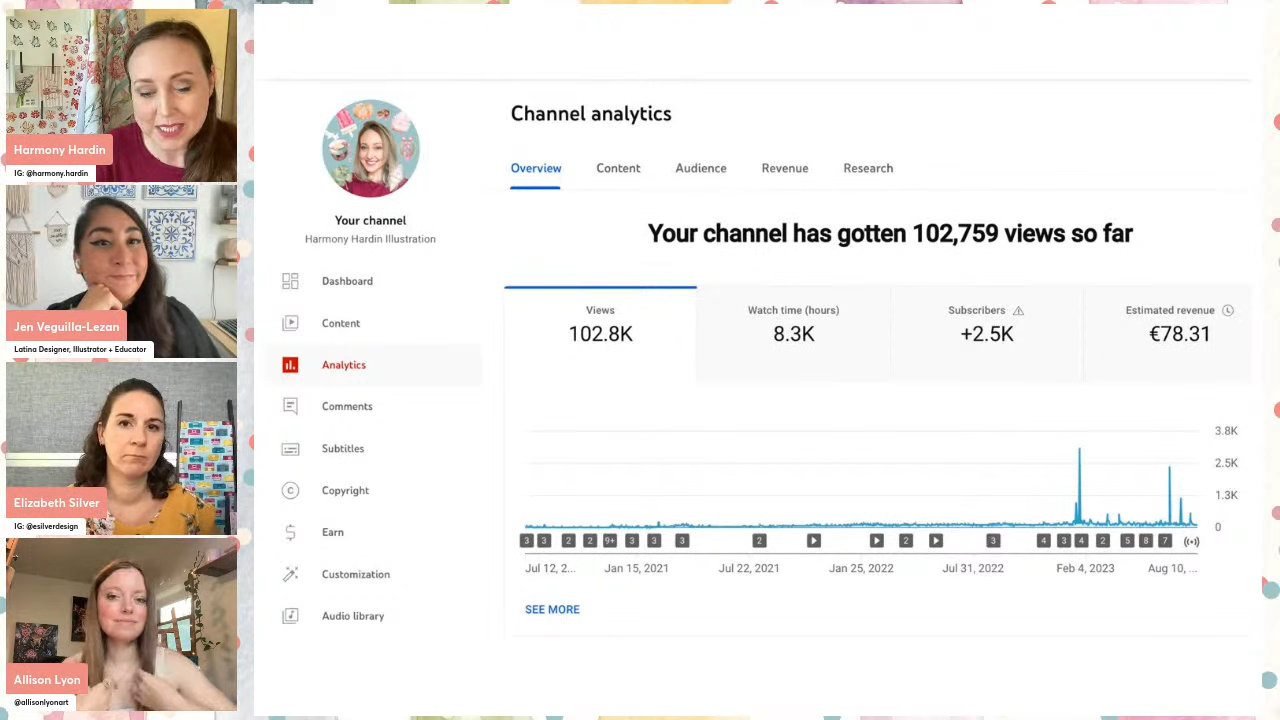 Harmony Hardin
IG: @harmony.hardin
Jen Veguilla-Lezan
Latina Designer, Illustrator + Educator
Elizabeth Silver
IG: @esilverdesign
Allison Lyon
@allisonlyonart
Your channel
Harmony Hardin Illustration
Dashboard
Content
Analytics
Comments
Subtitles
Copyright
Earn
Customization
Audio library
Channel analytics
Overview Content Audience Revenue Research
Your channel has gotten 102,759 views so far
Views Watch time (hours) Subscribers Estimated revenue
102.8K 8.3K +2.5K €78.31
3.8K
2.5K
1.3K
0
3 3 2 2 9+ 3 3 3 2 2 3 4 3 4 2 5 8 7
Jul 12, 2... Jan 15, 2021 Jul 22, 2021 Jan 25, 2022 Jul 31, 2022 Feb 4, 2023 Aug 10, ...
SEE MORE